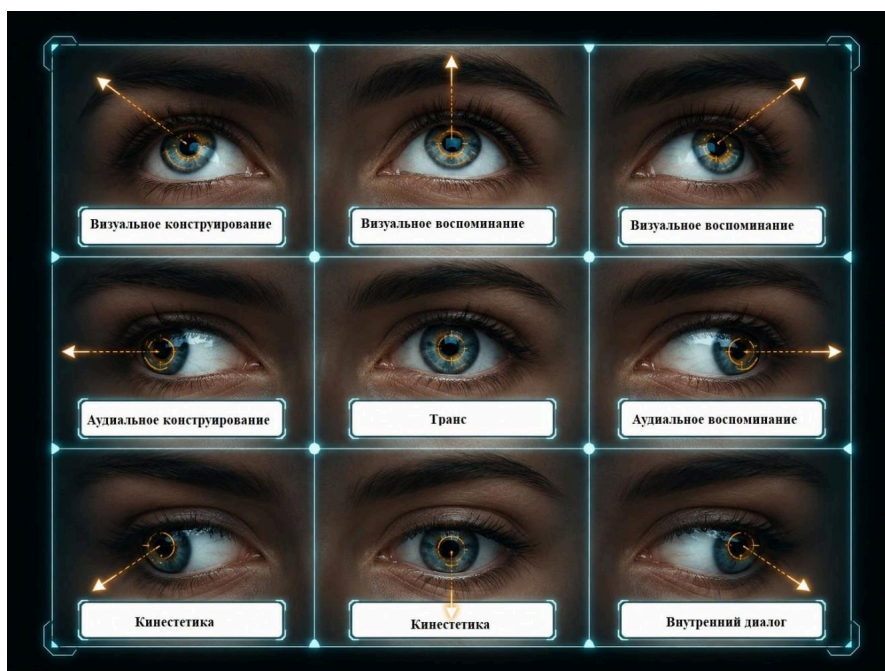 Визуальное конструирование
Визуальное воспоминание
Визуальное воспоминание
Аудиальное конструирование
Транс
Аудиальное воспоминание
Кинестетика
Кинестетика
Внутренний диалог